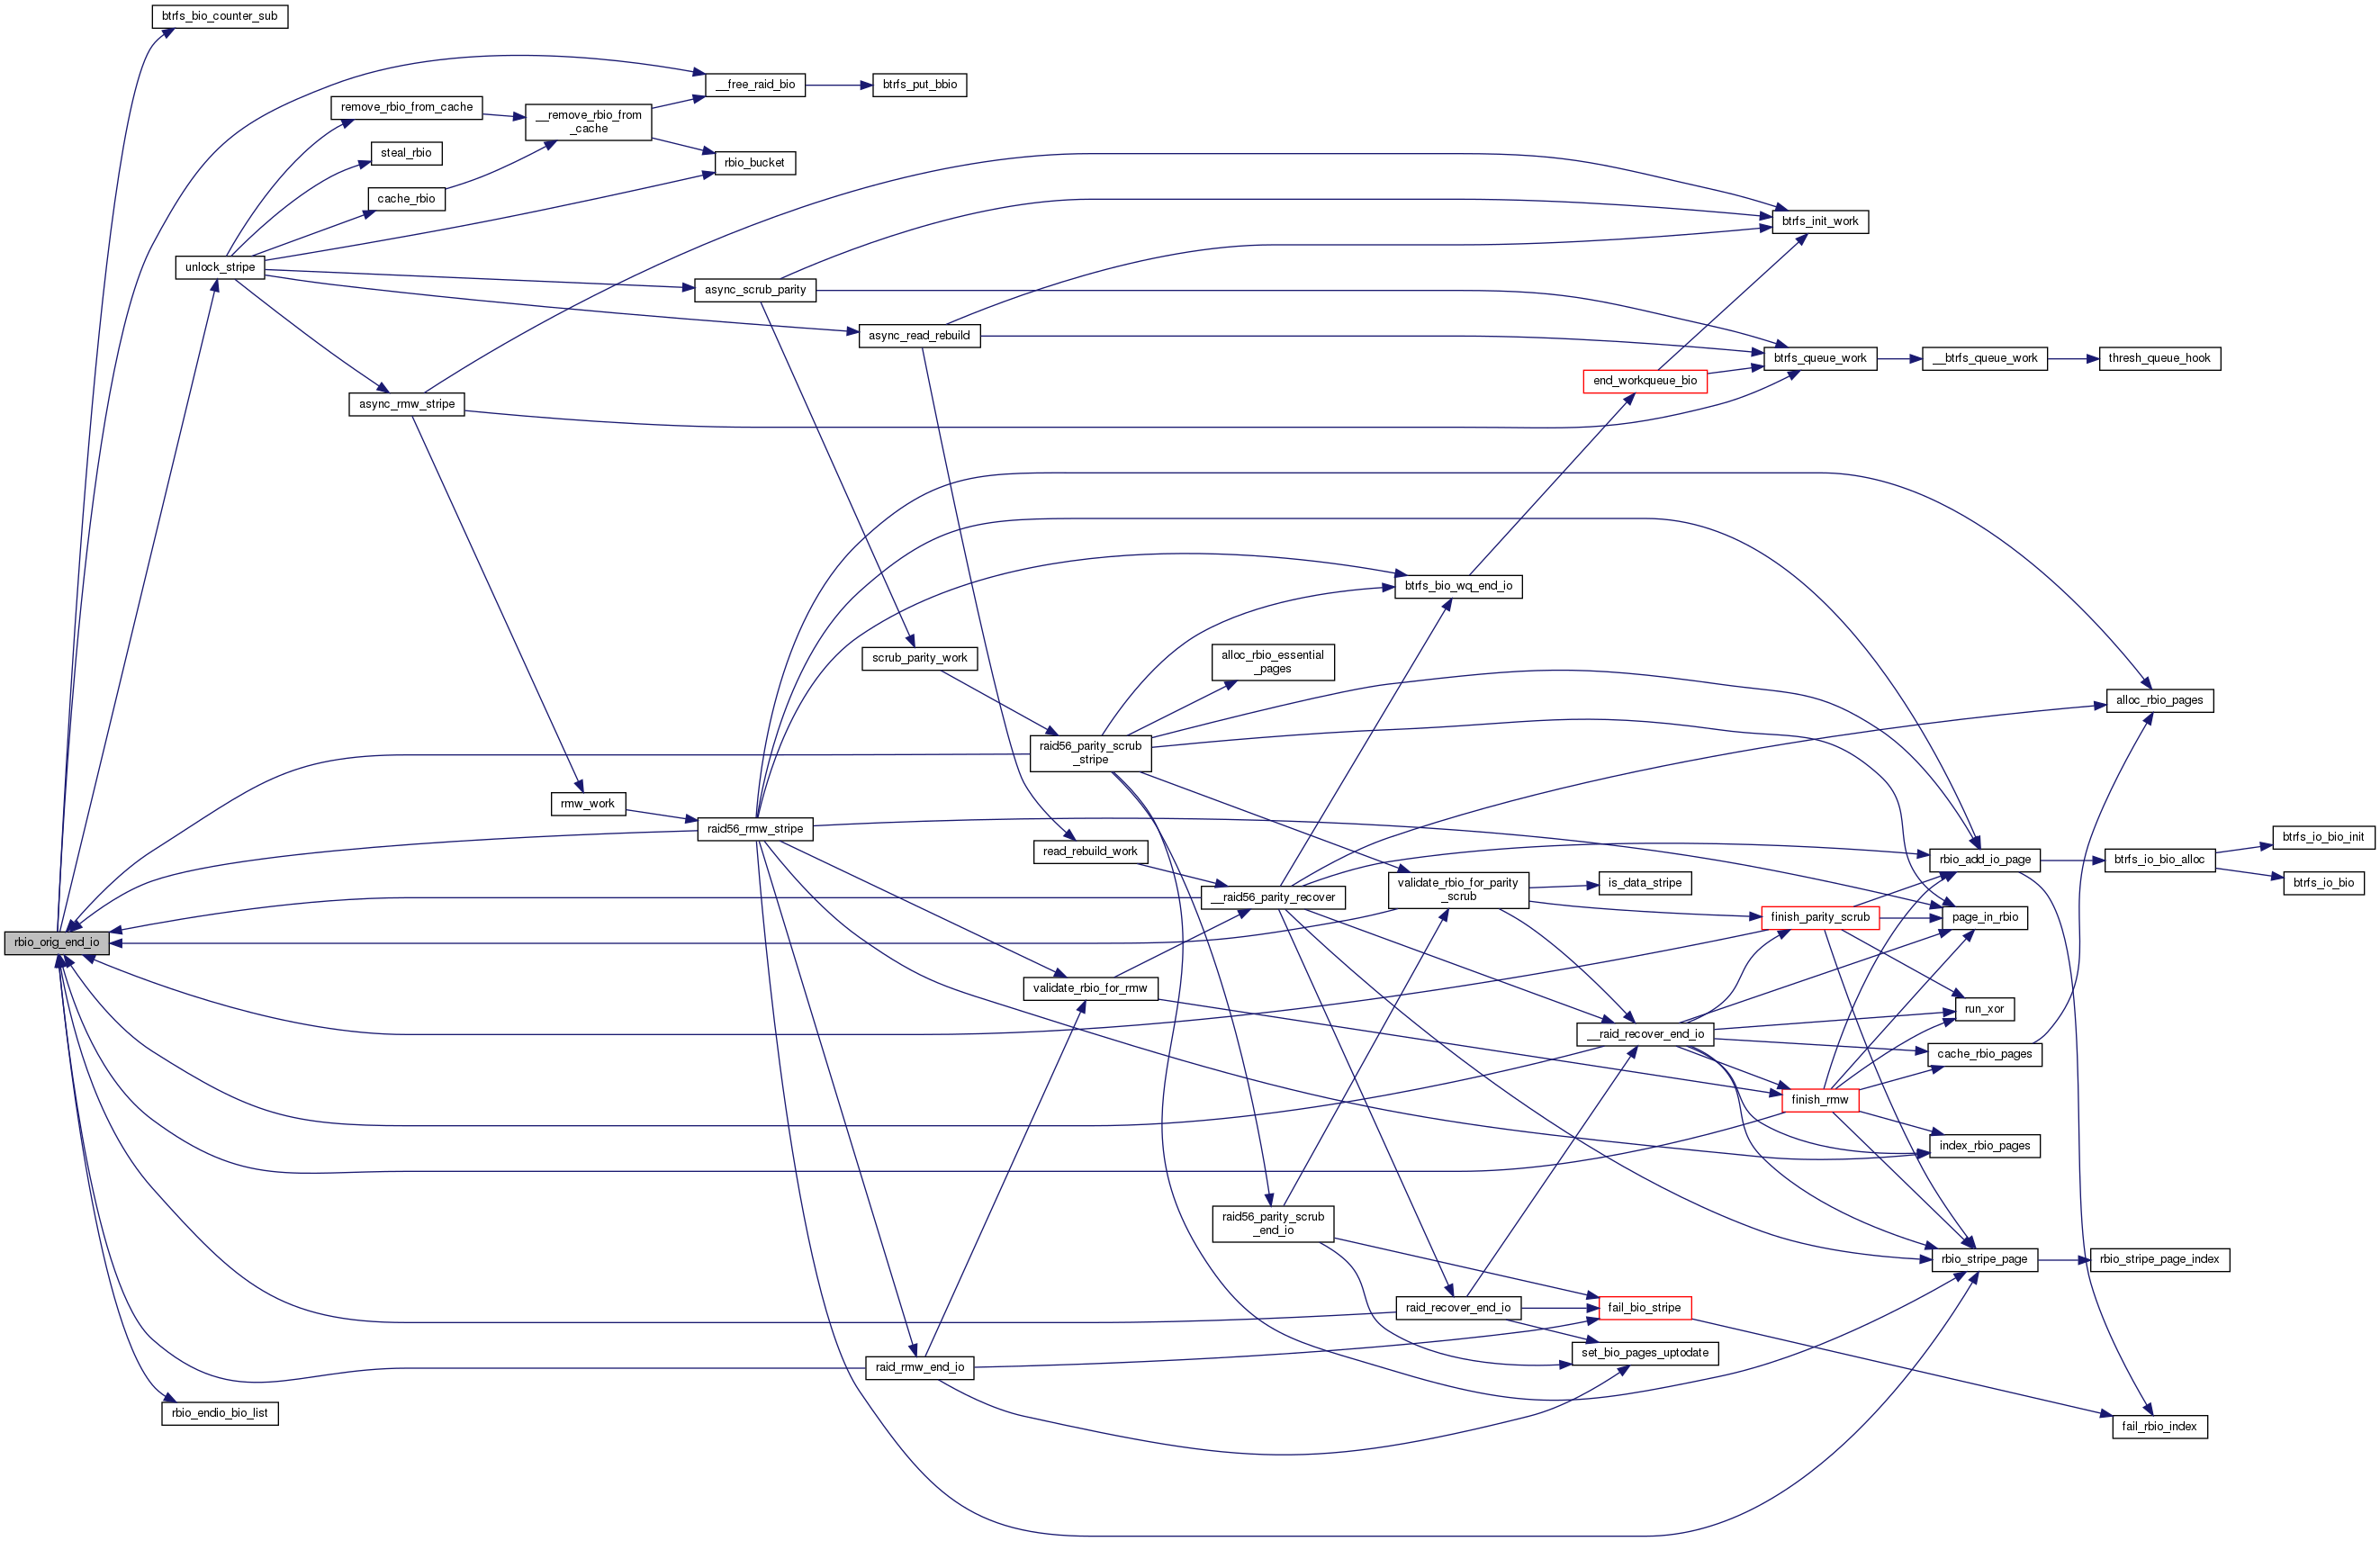 btrfs_bio_counter_sub
__free_raid_bio
btrfs_put_bbio
remove_rbio_from_cache
__remove_rbio_from
_cache
steal_rbio
rbio_bucket
cache_rbio
btrfs_init_work
unlock_stripe
async_scrub_parity
async_read_rebuild
btrfs_queue_work
__btrfs_queue_work
thresh_queue_hook
end_workqueue_bio
async_rmw_stripe
btrfs_bio_wq_end_io
scrub_parity_work
alloc_rbio_essential
_pages
alloc_rbio_pages
raid56_parity_scrub
_stripe
rmw_work
raid56_rmw_stripe
btrfs_io_bio_init
read_rebuild_work
rbio_add_io_page
btrfs_io_bio_alloc
btrfs_io_bio
__raid56_parity_recover
validate_rbio_for_parity
_scrub
is_data_stripe
finish_parity_scrub
page_in_rbio
rbio_orig_end_io
validate_rbio_for_rmw
run_xor
__raid_recover_end_io
cache_rbio_pages
finish_rmw
index_rbio_pages
raid56_parity_scrub
_end_io
rbio_stripe_page
rbio_stripe_page_index
raid_recover_end_io
fail_bio_stripe
set_bio_pages_uptodate
raid_rmw_end_io
rbio_endio_bio_list
fail_rbio_index